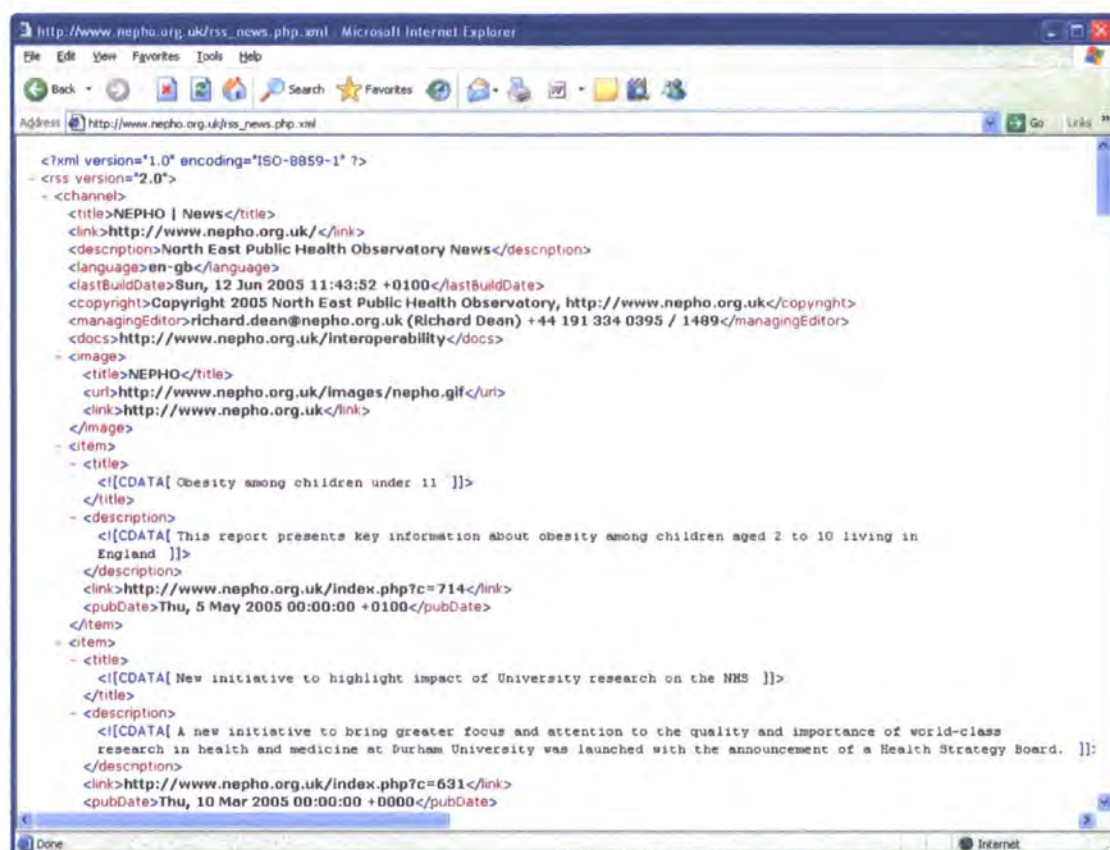 http://www.nepho.org.uk/rss_news.php.xml Microsoft Internet Explorer
File Edit View Favorites Tools Help
Back Search Favorites
Address http://www.nepho.org.uk/rss_news.php.xml Go Links »
<?xml version="1.0" encoding="ISO-8859-1" ?>
- <rss version="2.0">
- <channel>
<title>NEPHO | News</title>
<link>http://www.nepho.org.uk/</link>
<description>North East Public Health Observatory News</description>
<language>en-gb</language>
<lastBuildDate>Sun, 12 Jun 2005 11:43:52 +0100</lastBuildDate>
<copyright>Copyright 2005 North East Public Health Observatory, http://www.nepho.org.uk</copyright>
<managingEditor>richard.dean@nepho.org.uk (Richard Dean) +44 191 334 0395 / 1489</managingEditor>
<docs>http://www.nepho.org.uk/interoperability</docs>
- <image>
<title>NEPHO</title>
<url>http://www.nepho.org.uk/images/nepho.gif</url>
<link>http://www.nepho.org.uk</link>
</image>
- <item>
- <title>
<![CDATA[ Obesity among children under 11 ]]>
</title>
- <description>
<![CDATA[ This report presents key information about obesity among children aged 2 to 10 living in
England ]]>
</description>
<link>http://www.nepho.org.uk/index.php?c=714</link>
<pubDate>Thu, 5 May 2005 00:00:00 +0100</pubDate>
</item>
- <item>
- <title>
<![CDATA[ New initiative to highlight impact of University research on the NHS ]]>
</title>
- <description>
<![CDATA[ A new initiative to bring greater focus and attention to the quality and importance of world-class
research in health and medicine at Durham University was launched with the announcement of a Health Strategy Board. ]]:
</description>
<link>http://www.nepho.org.uk/index.php?c=631</link>
<pubDate>Thu, 10 Mar 2005 00:00:00 +0000</pubDate>
Done Internet